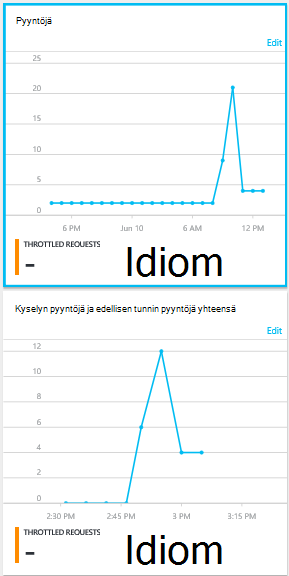 Pyyntöjä
Edit
25
20
15
10
5
0
6 PM Jun 10 6 AM 12 PM
THROTTLED REQUESTS
-
Idiom
Kyselyn pyyntöjä ja edellisen tunnin pyyntöjä yhteensä
Edit
12
10
8
6
4
2
0
2:30 PM 2:45 PM 3 PM 3:15 PM
THROTTLED REQUESTS
-
Idiom